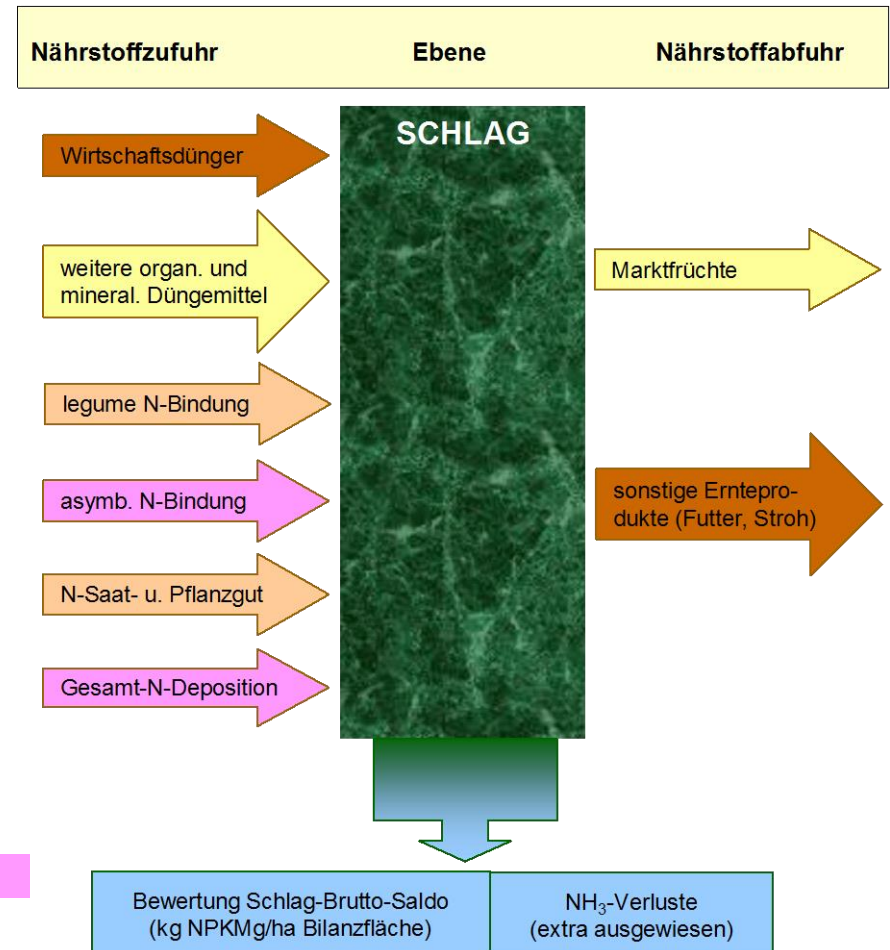 Nährstoffzufuhr Ebene Nährstoffabfuhr
SCHLAG
Wirtschaftsdünger
weitere organ. und
mineral. Düngemittel
legume N-Bindung
asymb. N-Bindung
N-Saat- u. Pflanzgut
Gesamt-N-Deposition
Marktfrüchte
sonstige Erntepro-
dukte (Futter, Stroh)
Bewertung Schlag-Brutto-Saldo
(kg NPKMg/ha Bilanzfläche)
NH₃-Verluste
(extra ausgewiesen)